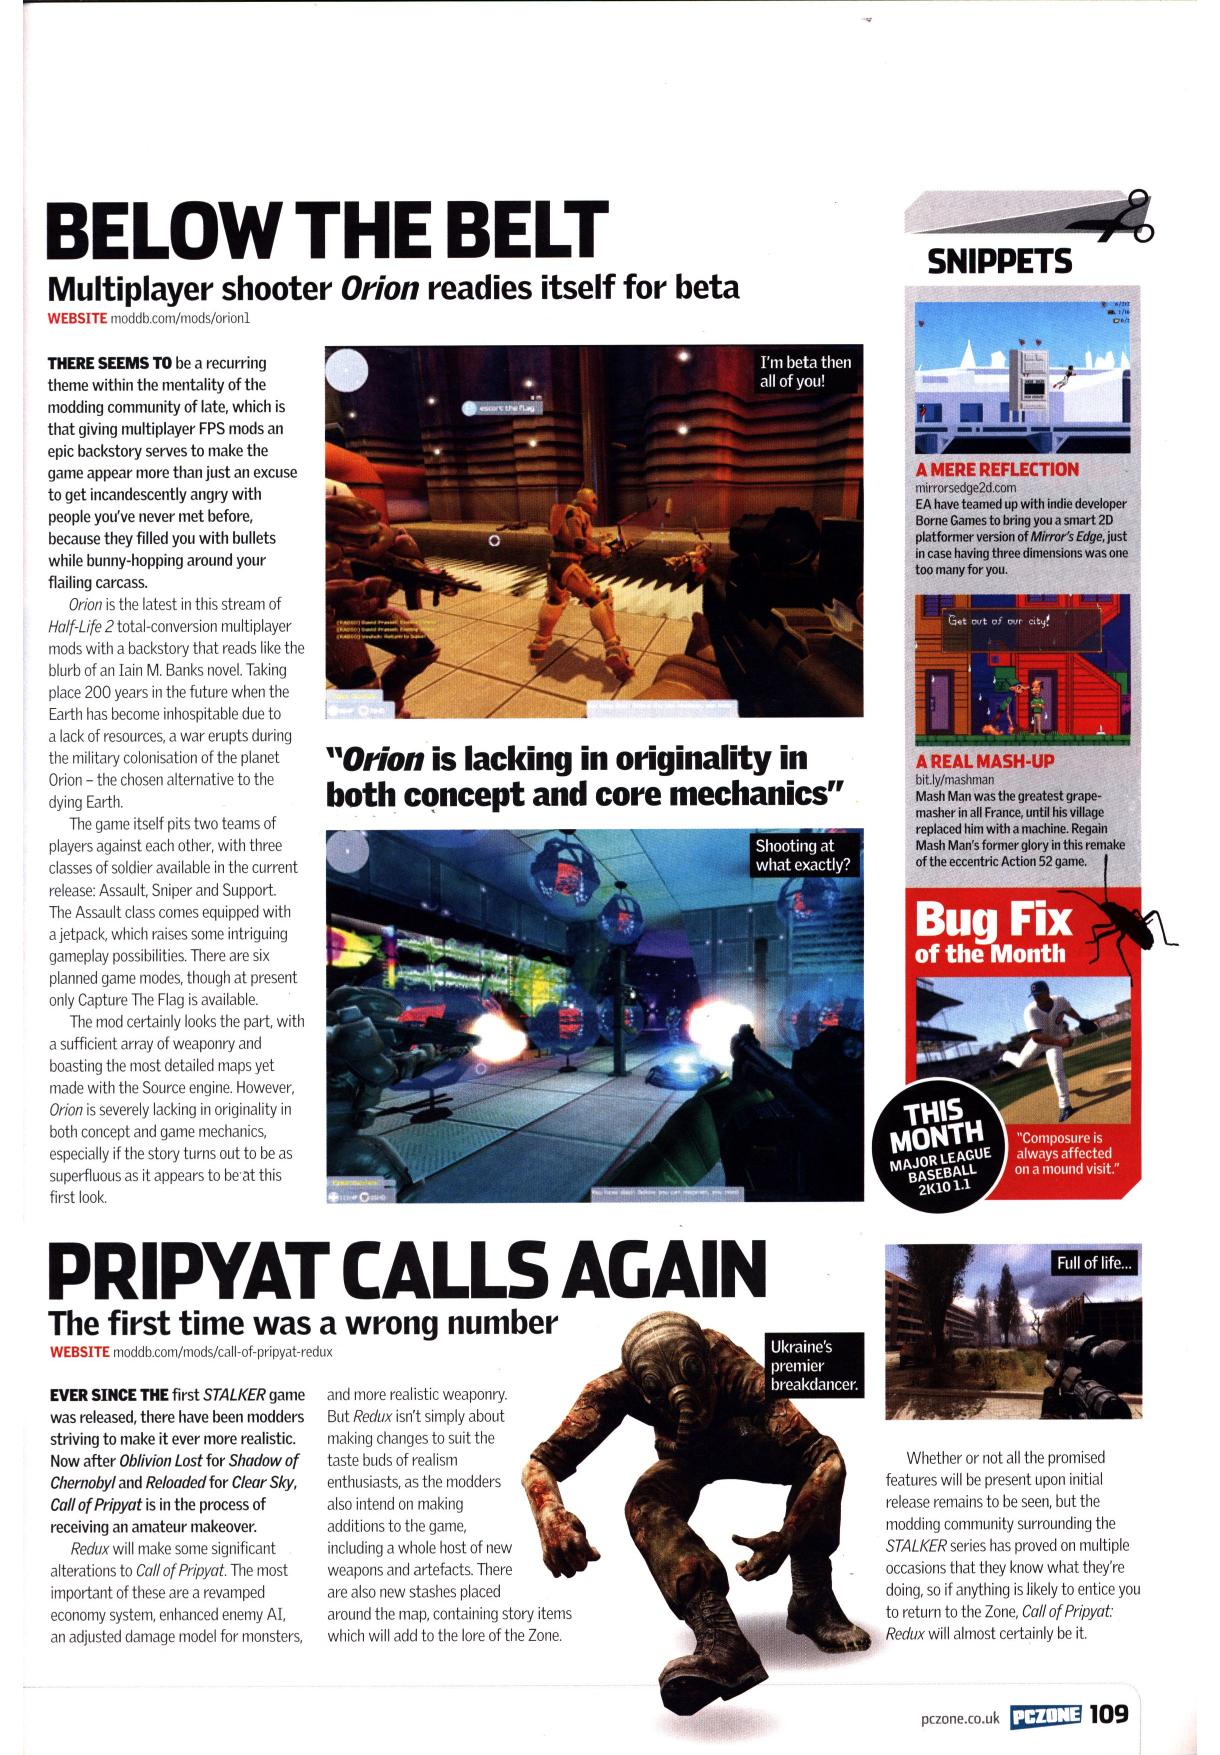 BELOW THE BELT
Multiplayer shooter Orion readies itself for beta
WEBSITE moddb.com/mods/orion1
THERE SEEMS TO be a recurring
theme within the mentality of the
modding community of late, which is
that giving multiplayer FPS mods an
epic backstory serves to make the
game appear more than just an excuse
to get incandescently angry with
people you've never met before,
because they filled you with bullets
while bunny-hopping around your
flailing carcass.
Orion is the latest in this stream of
Half-Life 2 total-conversion multiplayer
mods with a backstory that reads like the
blurb of an Iain M. Banks novel. Taking
place 200 years in the future when the
Earth has become inhospitable due to
a lack of resources, a war erupts during
the military colonisation of the planet
Orion – the chosen alternative to the
dying Earth.
The game itself pits two teams of
players against each other, with three
classes of soldier available in the current
release: Assault, Sniper and Support.
The Assault class comes equipped with
a jetpack, which raises some intriguing
gameplay possibilities. There are six
planned game modes, though at present
only Capture The Flag is available.
The mod certainly looks the part, with
a sufficient array of weaponry and
boasting the most detailed maps yet
made with the Source engine. However,
Orion is severely lacking in originality in
both concept and game mechanics,
especially if the story turns out to be as
superfluous as it appears to be at this
first look.
I'm beta then
all of you!
escort the flag
"Orion is lacking in originality in
both concept and core mechanics"
Shooting at
what exactly?
SNIPPETS
A MERE REFLECTION
mirrorsedge2d.com
EA have teamed up with indie developer
Borne Games to bring you a smart 2D
platformer version of Mirror's Edge, just
in case having three dimensions was one
too many for you.
Get out of our city!
A REAL MASH-UP
bit.ly/mashman
Mash Man was the greatest grape-
masher in all France, until his village
replaced him with a machine. Regain
Mash Man's former glory in this remake
of the eccentric Action 52 game.
Bug Fix
of the Month
THIS
MONTH
MAJOR LEAGUE
BASEBALL
2K10 1.1
"Composure is
always affected
on a mound visit."
PRIPYAT CALLS AGAIN
The first time was a wrong number
WEBSITE moddb.com/mods/call-of-pripyat-redux
EVER SINCE THE first STALKER game
was released, there have been modders
striving to make it ever more realistic.
Now after Oblivion Lost for Shadow of
Chernobyl and Reloaded for Clear Sky,
Call of Pripyat is in the process of
receiving an amateur makeover.
Redux will make some significant
alterations to Call of Pripyat. The most
important of these are a revamped
economy system, enhanced enemy AI,
an adjusted damage model for monsters,
and more realistic weaponry.
But Redux isn't simply about
making changes to suit the
taste buds of realism
enthusiasts, as the modders
also intend on making
additions to the game,
including a whole host of new
weapons and artefacts. There
are also new stashes placed
around the map, containing story items
which will add to the lore of the Zone.
Ukraine's
premier
breakdancer.
Full of life...
Whether or not all the promised
features will be present upon initial
release remains to be seen, but the
modding community surrounding the
STALKER series has proved on multiple
occasions that they know what they're
doing, so if anything is likely to entice you
to return to the Zone, Call of Pripyat:
Redux will almost certainly be it.
pczone.co.uk PCZONE 109